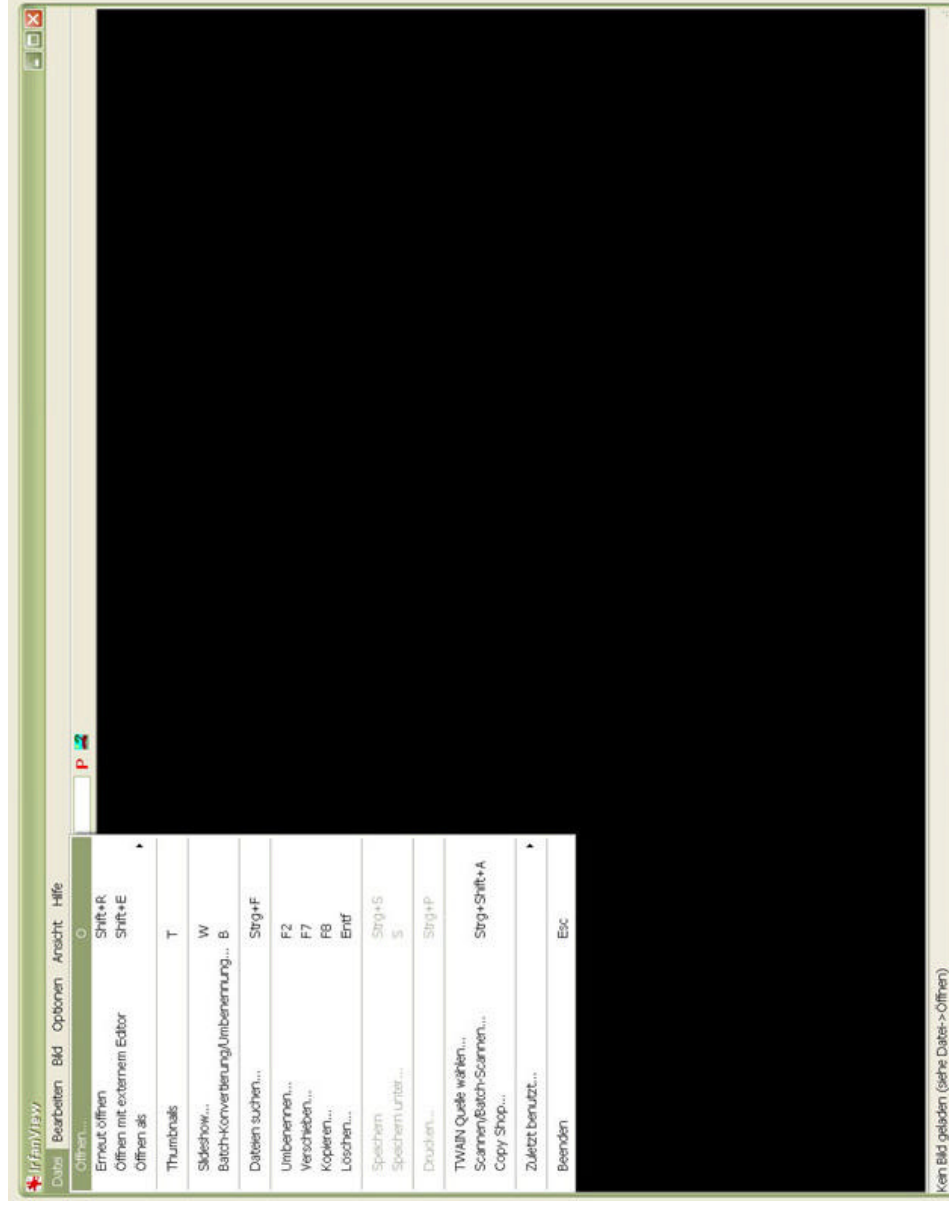 IrfanView
Datei Bearbeiten Bild Optionen Ansicht Hilfe
P 2
Öffnen... O
Erneut öffnen Shift+R
Öffnen mit externem Editor Shift+E
Öffnen als
Thumbnails T
Slideshow... W
Batch-Konvertierung/Umbenennung... B
Dateien suchen... Strg+F
Umbenennen... F2
Verschieben... F7
Kopieren... F8
Löschen... Entf
Speichern Strg+S
Speichern unter... S
Drucken... Strg+P
TWAIN Quelle wählen...
Scannen/Batch-Scannen... Strg+Shift+A
Copy Shop...
Zuletzt benutzt...
Beenden Esc
Kein Bild geladen (siehe Datei->Öffnen)